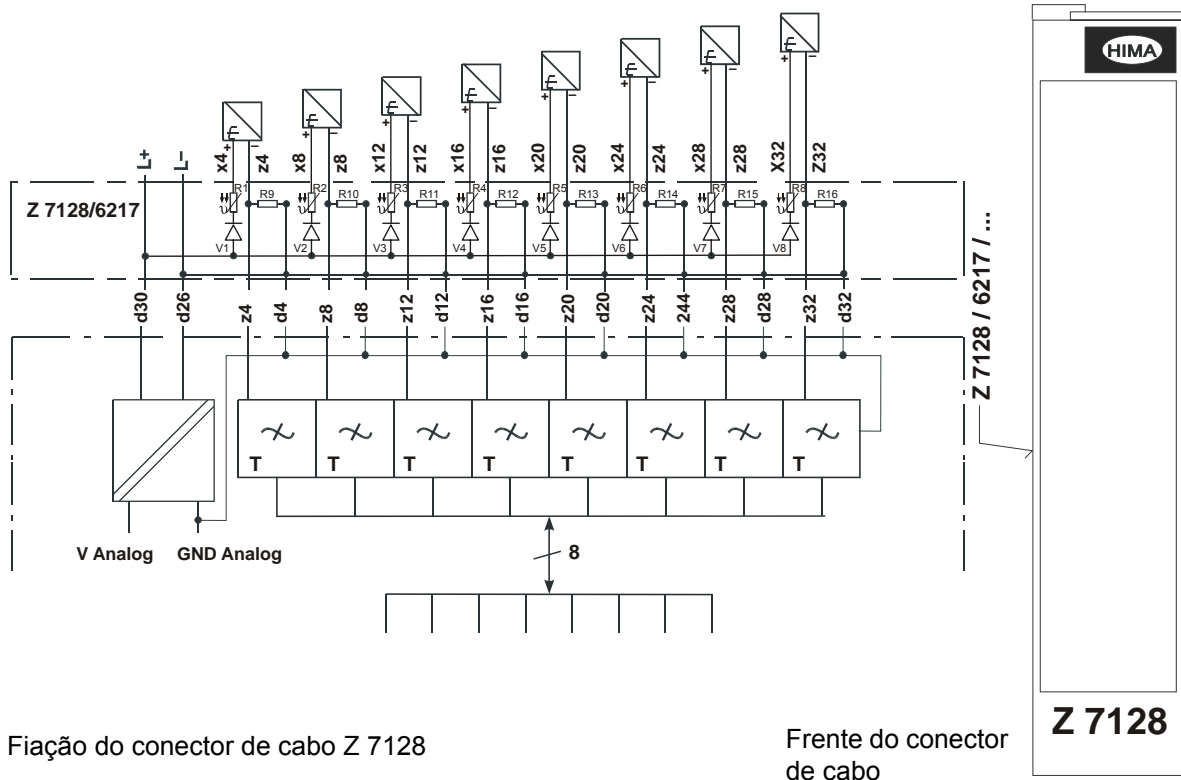 HIMA
+ − + − + − + − + − + − + − + −
L+ L− x4 z4 x8 z8 x12 z12 x16 z16 x20 z20 x24 z24 x28 z28 X32 Z32
Z 7128/6217
R1 R9 R2 R10 R3 R11 R4 R12 R5 R13 R6 R14 R7 R15 R8 R16
V1 V2 V3 V4 V5 V6 V7 V8
d30 d26 z4 d4 z8 d8 z12 d12 z16 d16 z20 d20 z24 244 z28 d28 z32 d32
Z 7128 / 6217 / ...
T T T T T T T T
V Analog GND Analog
8
Z 7128
Fiação do conector de cabo Z 7128
Frente do conector
de cabo